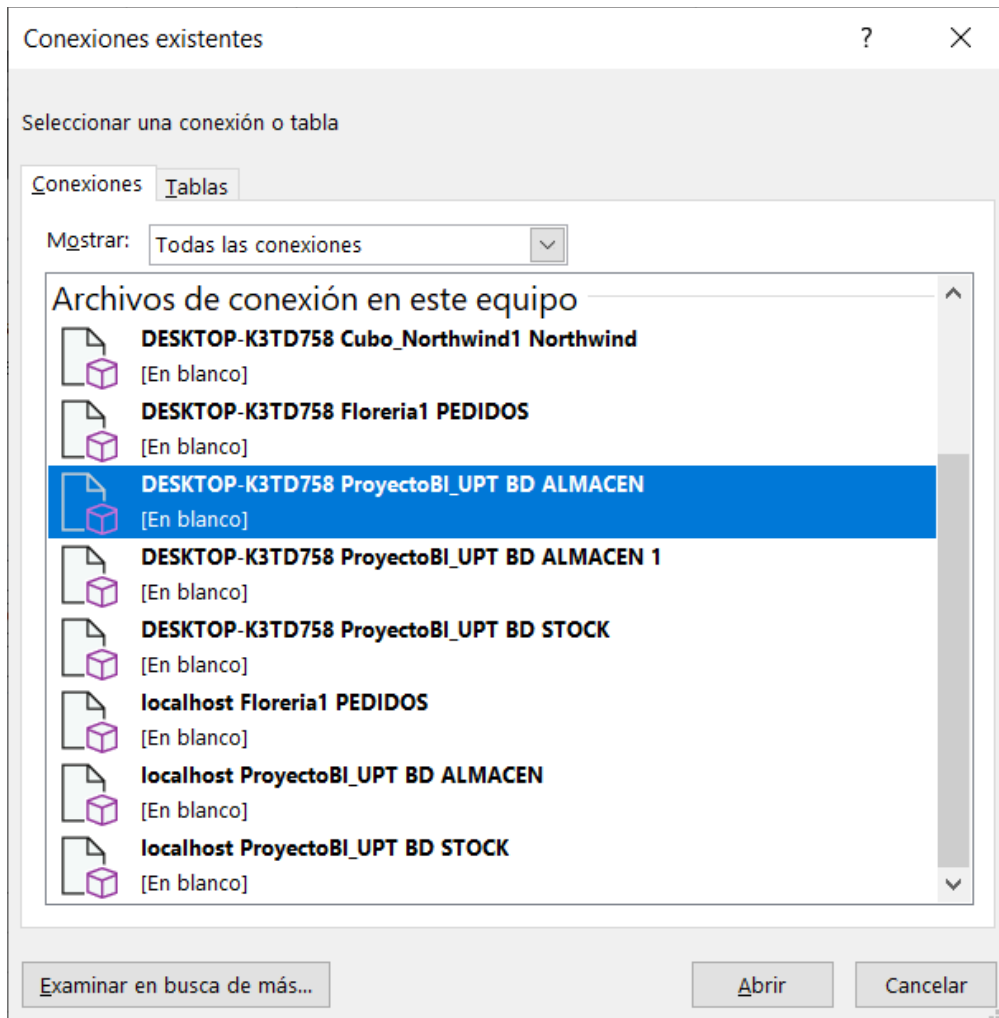 Conexiones existentes
?
Seleccionar una conexión o tabla
Conexiones Tablas
Mostrar: Todas las conexiones
Archivos de conexión en este equipo
DESKTOP-K3TD758 Cubo_Northwind1 Northwind
[En blanco]
DESKTOP-K3TD758 Floreria1 PEDIDOS
[En blanco]
DESKTOP-K3TD758 ProyectoBI_UPT BD ALMACEN
[En blanco]
DESKTOP-K3TD758 ProyectoBI_UPT BD ALMACEN 1
[En blanco]
DESKTOP-K3TD758 ProyectoBI_UPT BD STOCK
[En blanco]
localhost Floreria1 PEDIDOS
[En blanco]
localhost ProyectoBI_UPT BD ALMACEN
[En blanco]
localhost ProyectoBI_UPT BD STOCK
[En blanco]
Examinar en busca de más... Abrir Cancelar